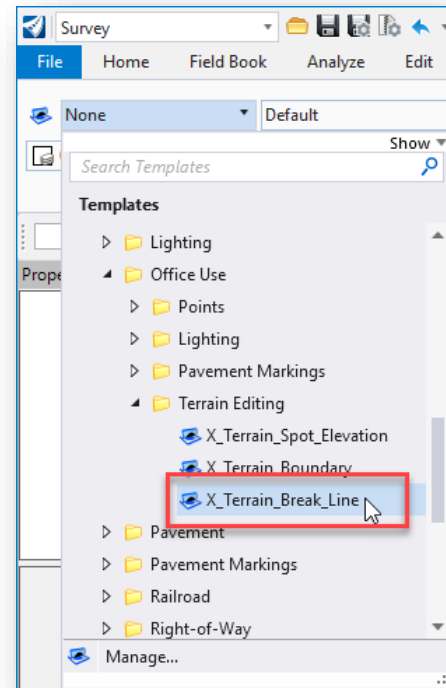 Survey
File Home Field Book Analyze Edit
None Default
Show
Search Templates
Templates
Lighting
Prope Office Use
Points
Lighting
Pavement Markings
Terrain Editing
X_Terrain_Spot_Elevation
X_Terrain_Boundary
X_Terrain_Break_Line
Pavement
Pavement Markings
Railroad
Right-of-Way
Manage...